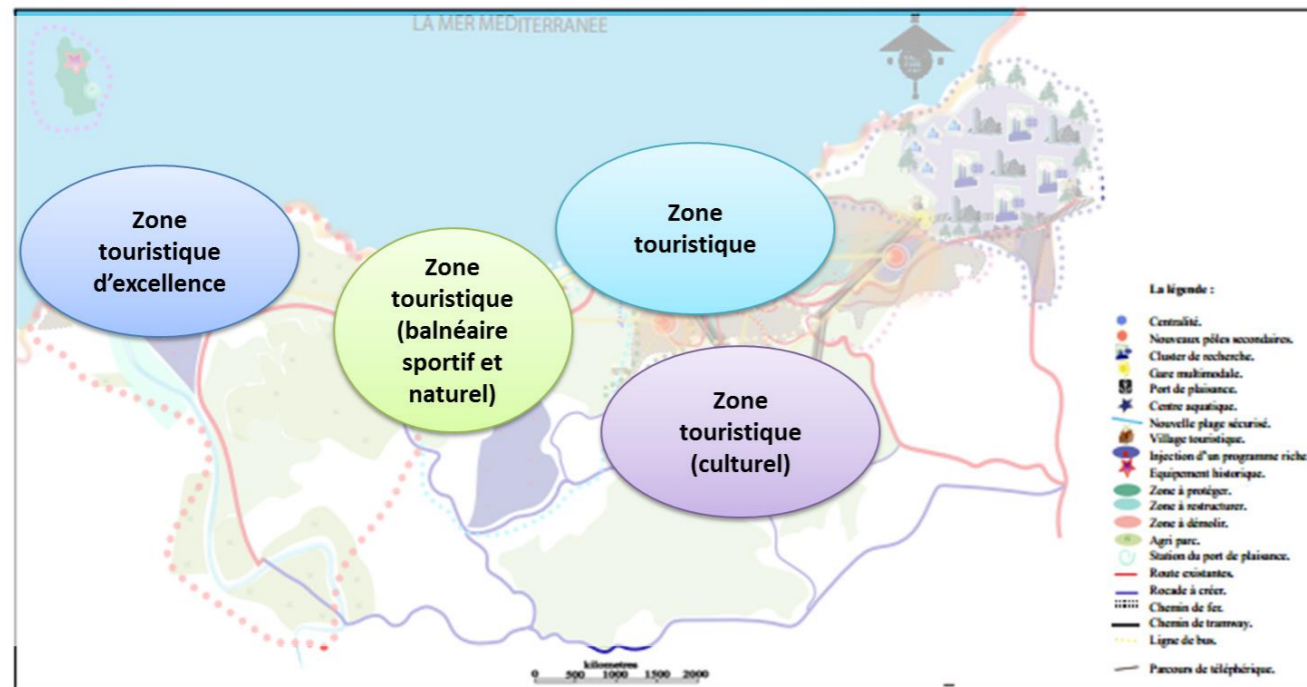 LA MER MEDITERRANEE
Zone
touristique
d'excellence
Zone
touristique
(balnéaire
sportif et
naturel)
Zone
touristique
Zone
touristique
(culturel)
La légende :
Centralité.
Nouveaux pôles secondaires.
Cluster de recherche.
Gare multimodale.
Port de plaisance.
Centre aquatique.
Nouvelle plage sécurisé.
Village touristique.
Injection d'un programme riche.
Equipement historique.
Zone à protéger.
Zone à restructurer.
Zone à démolir.
Agri parc.
Station du port de plaisance.
Route existantes.
Rocade à créer.
Chemin de fer.
Chemin de tramway.
Ligne de bus.
Parcours de téléphérique.
kilometres
0 500 1000 1500 2000